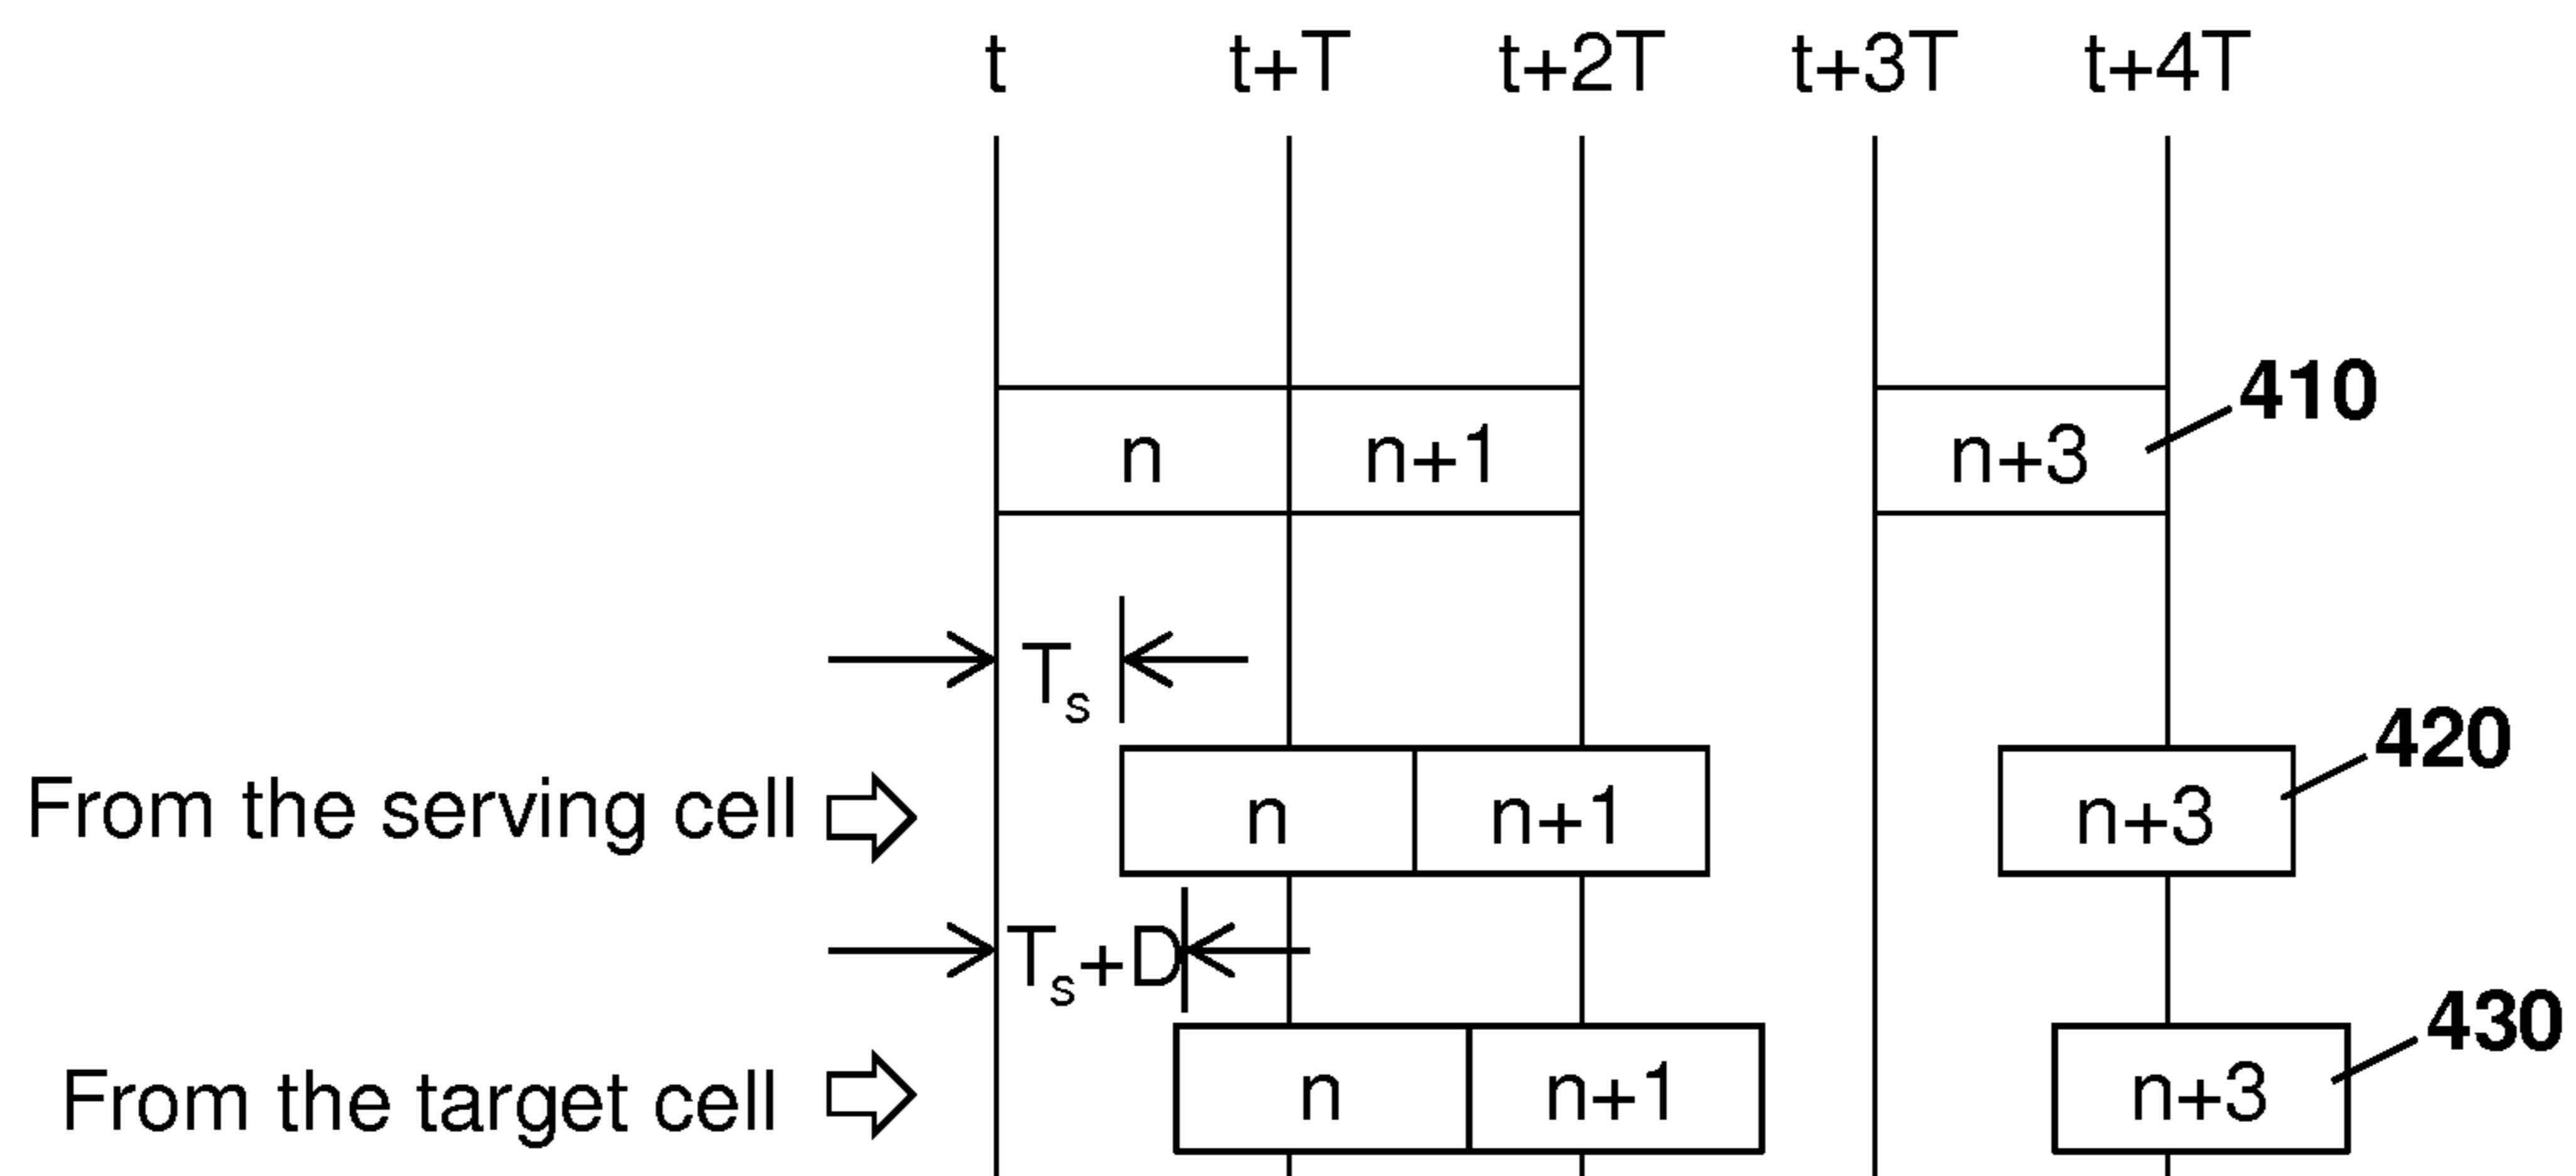 t t+T t+2T t+3T t+4T
410
n n+1 n+3
Ts
420
From the serving cell n n+1 n+3
Ts+D
430
From the target cell n n+1 n+3